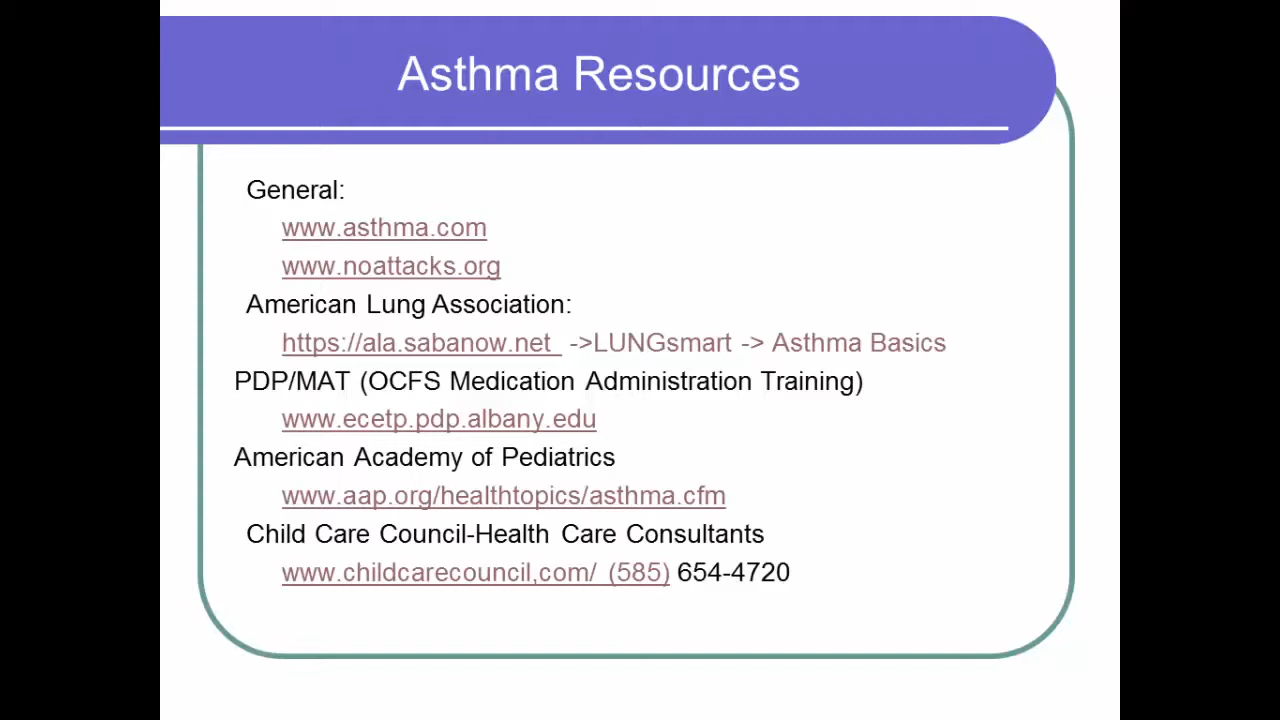 Asthma Resources
General:
www.asthma.com
www.noattacks.org
American Lung Association:
https://ala.sabanow.net ->LUNGsmart -> Asthma Basics
PDP/MAT (OCFS Medication Administration Training)
www.ecetp.pdp.albany.edu
American Academy of Pediatrics
www.aap.org/healthtopics/asthma.cfm
Child Care Council-Health Care Consultants
www.childcarecouncil,com/ (585) 654-4720